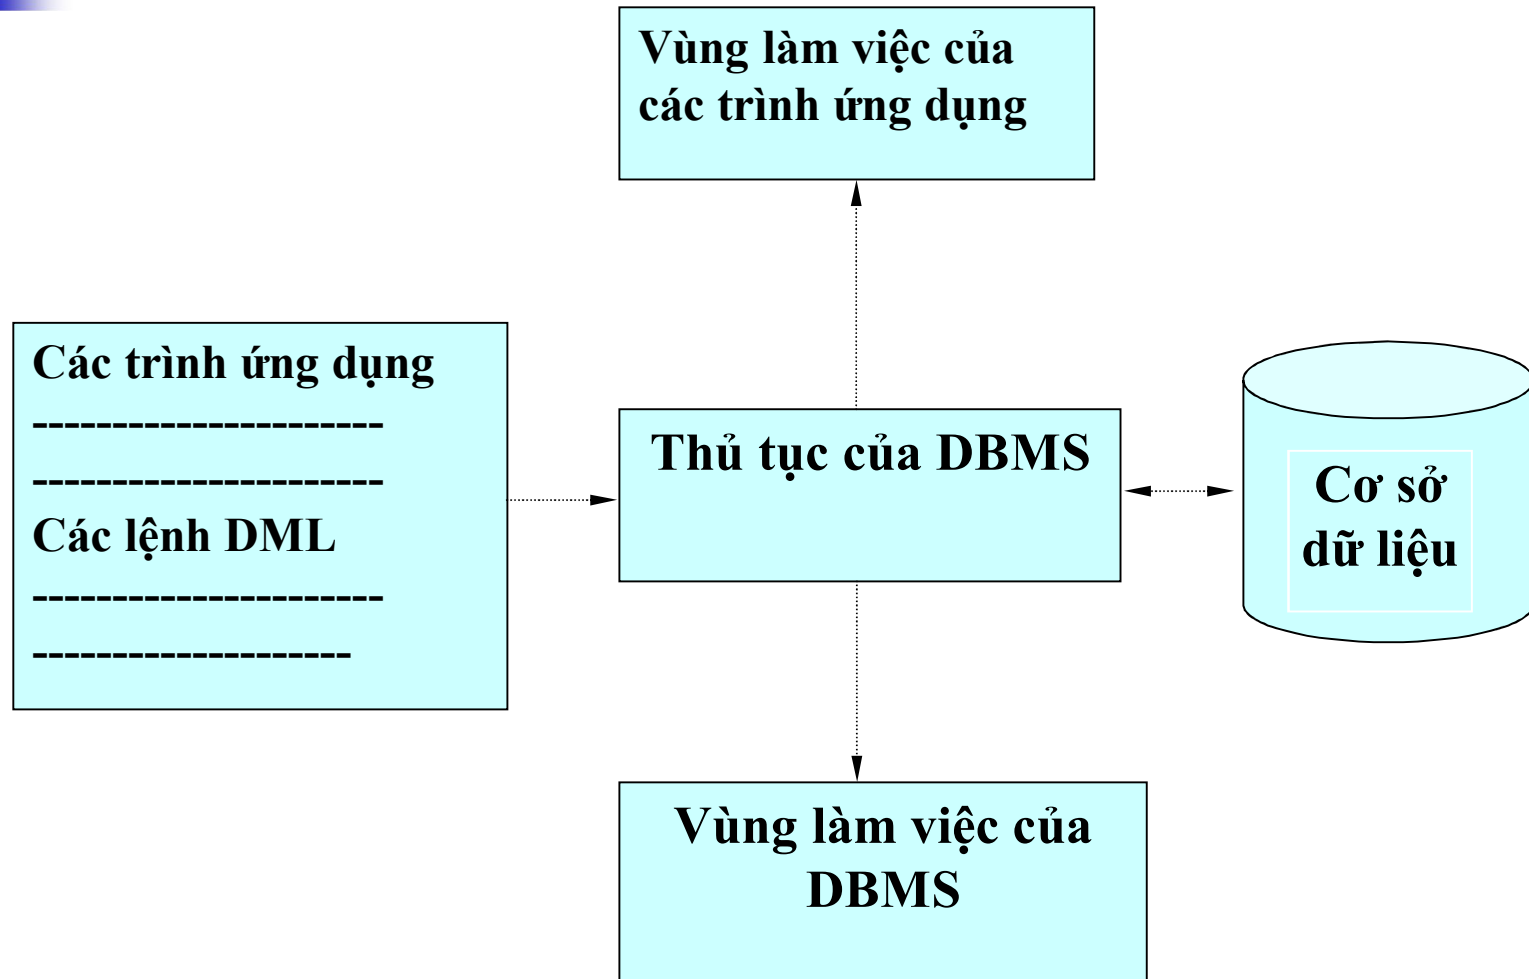 Vùng làm việc của
các trình ứng dụng
Các trình ứng dụng
----------------------
----------------------
Các lệnh DML
----------------------
--------------------
Thủ tục của DBMS
Cơ sở
dữ liệu
Vùng làm việc của
DBMS